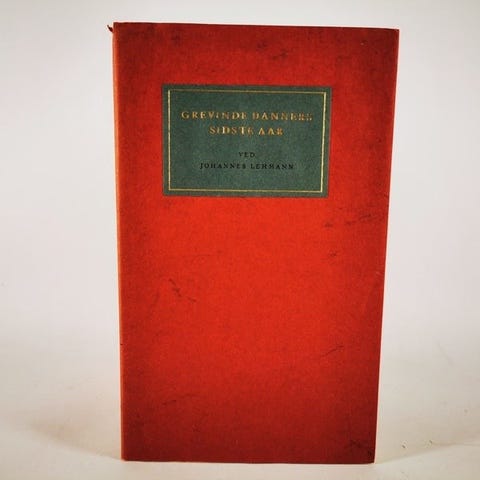 GREVINDE DANNERS
SIDSTE AAR
VED
JOHANNES LEHMANN